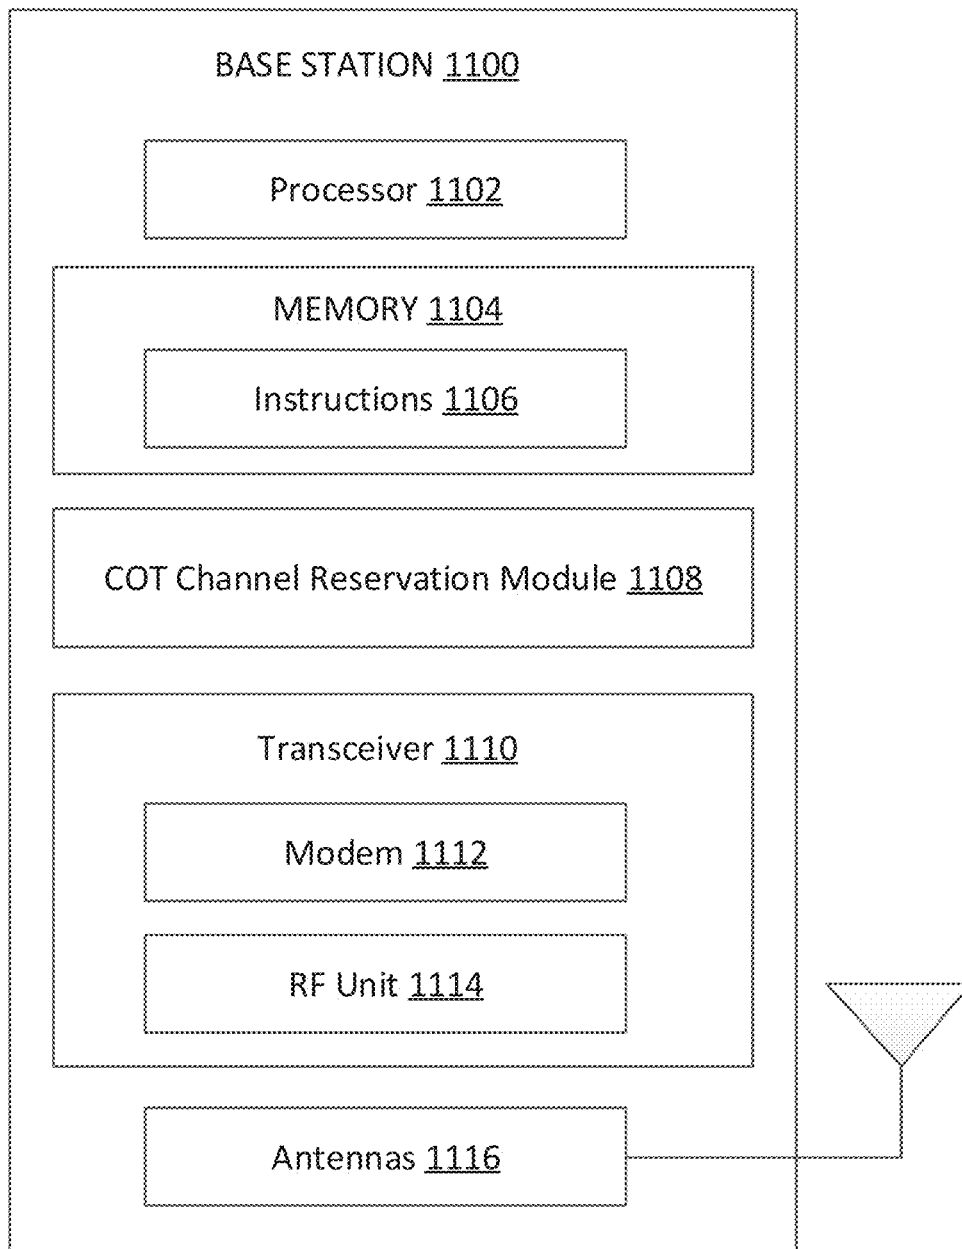 BASE STATION 1100
Processor 1102
MEMORY 1104
Instructions 1106
COT Channel Reservation Module 1108
Transceiver 1110
Modem 1112
RF Unit 1114
Antennas 1116